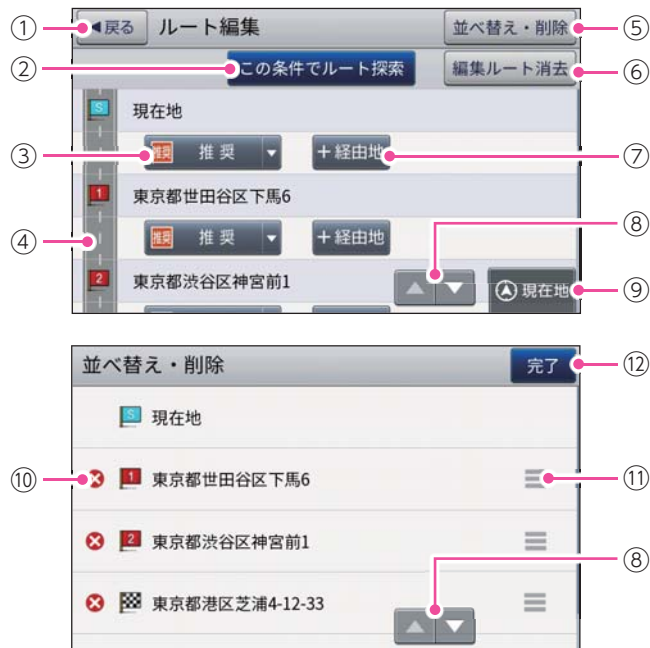 ① ◀戻る ルート編集 並べ替え・削除 ⑤
② この条件でルート探索 編集ルート消去 ⑥
S 現在地
③ 推奨 推奨 ▼ +経由地 ⑦
1 東京都世田谷区下馬6
④ 推奨 推奨 ▼ +経由地 ⑧
2 東京都渋谷区神宮前1 ▲ ▼ 現在地 ⑨
並べ替え・削除 完了 ⑫
S 現在地
⑩ 1 東京都世田谷区下馬6 ⑪
2 東京都渋谷区神宮前1
⑧
東京都港区芝浦4-12-33 ▲ ▼